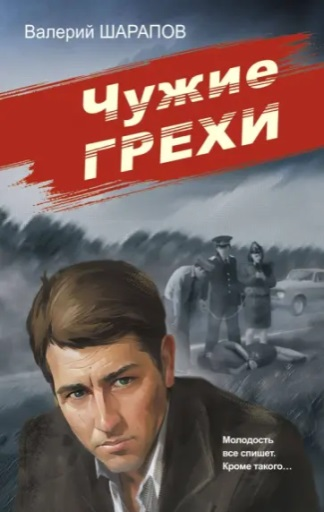 Валерий ШАРАПОВ
Чужие
ГРЕХИ
Молодость
все спишет.
Кроме такого...